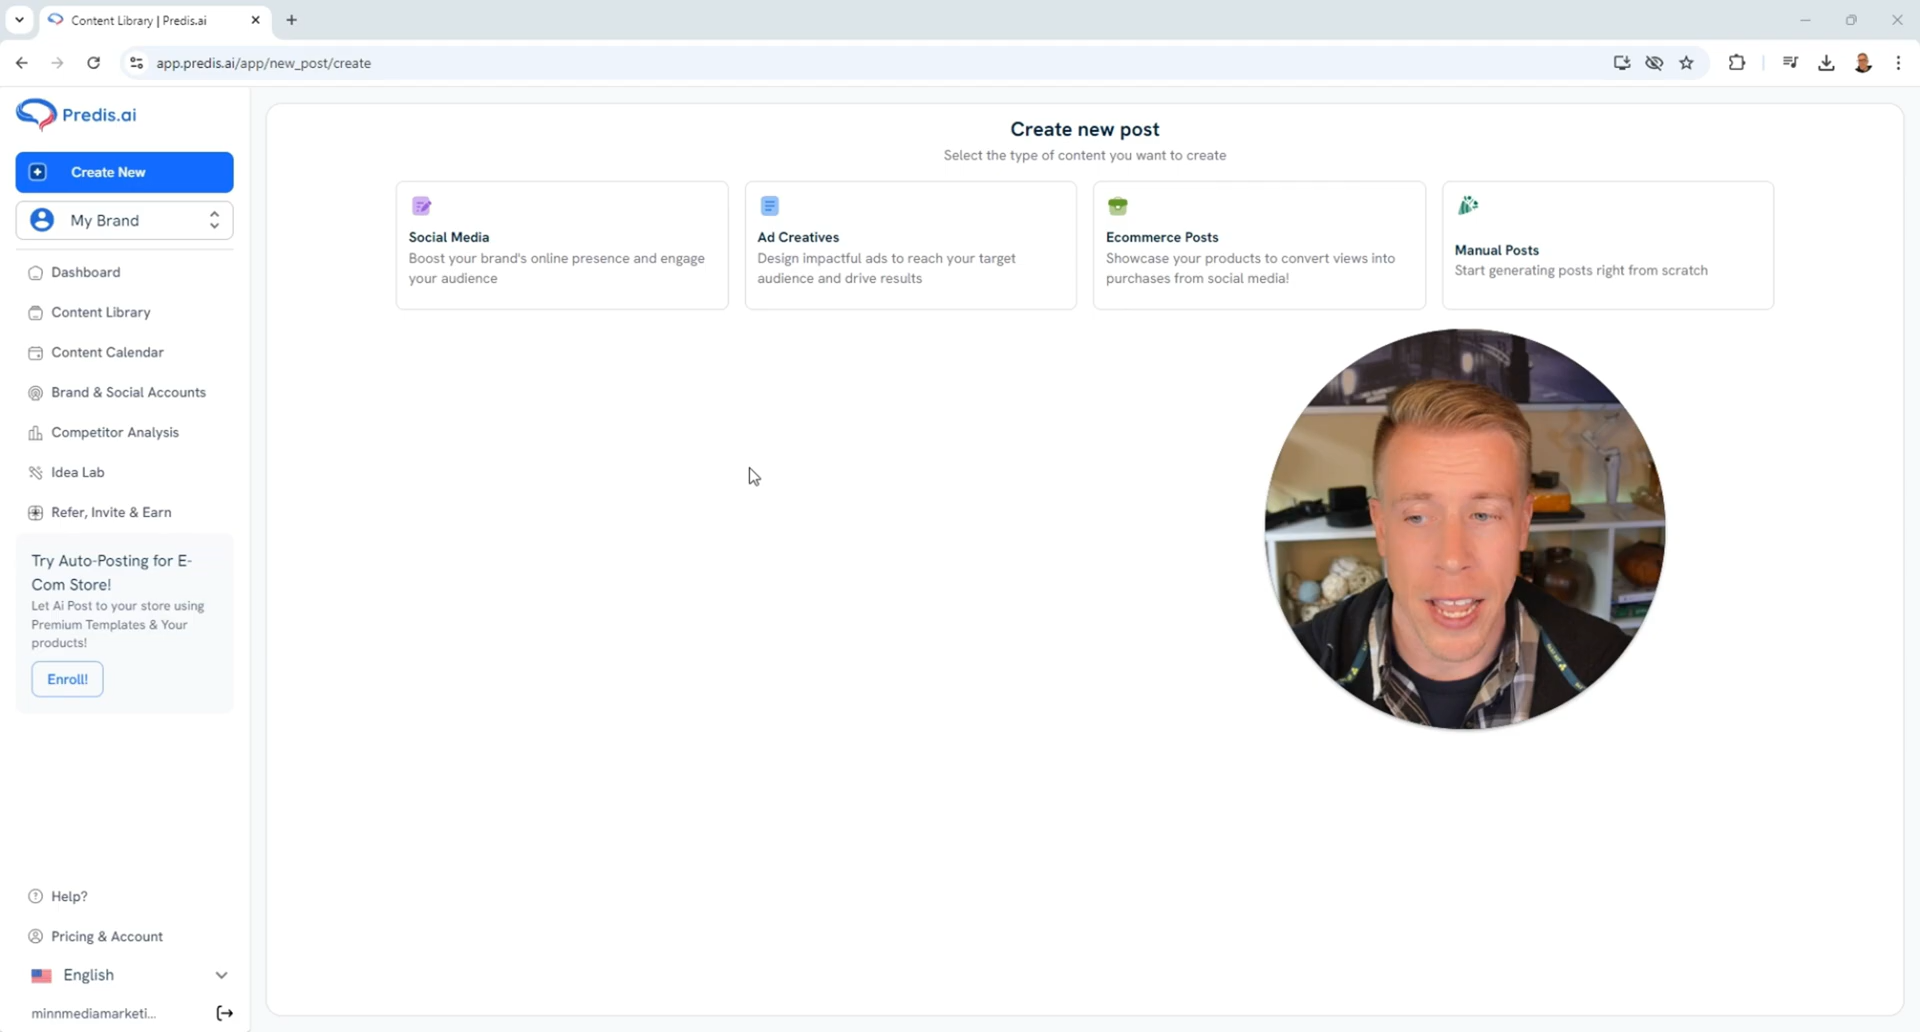 Content Library | Predis.ai
app.predis.ai/app/new_post/create
Predis.ai
Create New
My Brand
Dashboard
Content Library
Content Calendar
Brand & Social Accounts
Competitor Analysis
Idea Lab
Refer, Invite & Earn
Try Auto-Posting for E-
Com Store!
Let Ai Post to your store using
Premium Templates & Your
products!
Enroll!
Help?
Pricing & Account
English
minnmediamarketi...
Create new post
Select the type of content you want to create
Social Media
Boost your brand's online presence and engage
your audience
Ad Creatives
Design impactful ads to reach your target
audience and drive results
Ecommerce Posts
Showcase your products to convert views into
purchases from social media!
Manual Posts
Start generating posts right from scratch